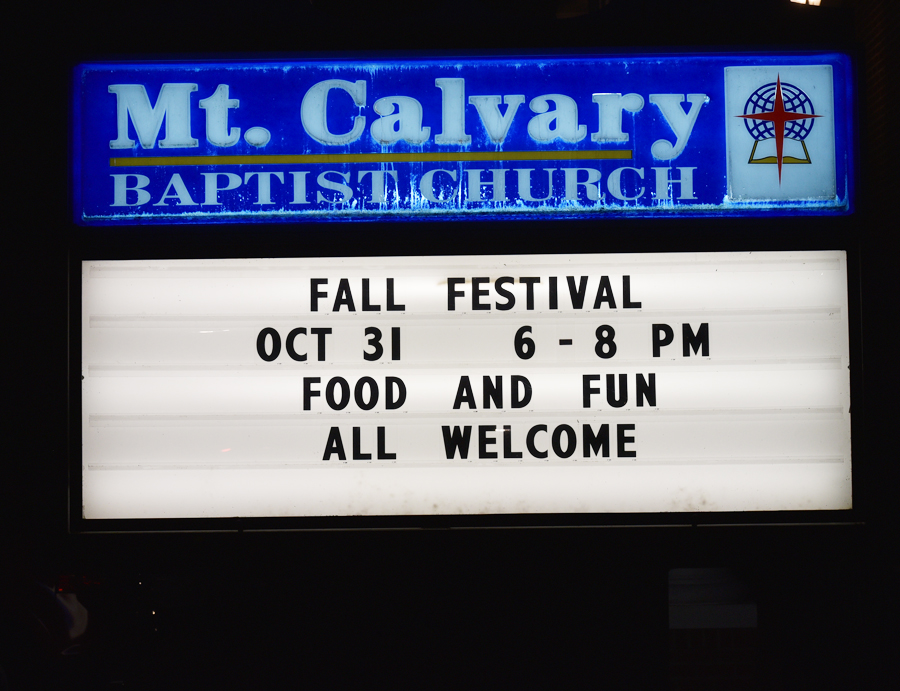 Mt. Calvary
BAPTIST CHURCH
FALL FESTIVAL
OCT 31 6 - 8 PM
FOOD AND FUN
ALL WELCOME